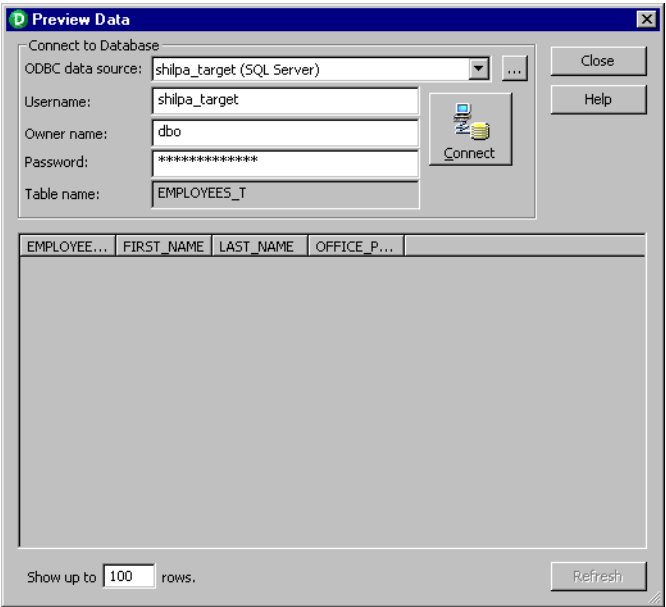 Preview Data
Connect to Database
ODBC data source: shilpa_target (SQL Server) ...
Close
Username: shilpa_target
Help
Owner name: dbo
Password: *************
Connect
Table name: EMPLOYEES_T
EMPLOYEE... FIRST_NAME LAST_NAME OFFICE_P...
Show up to 100 rows.
Refresh